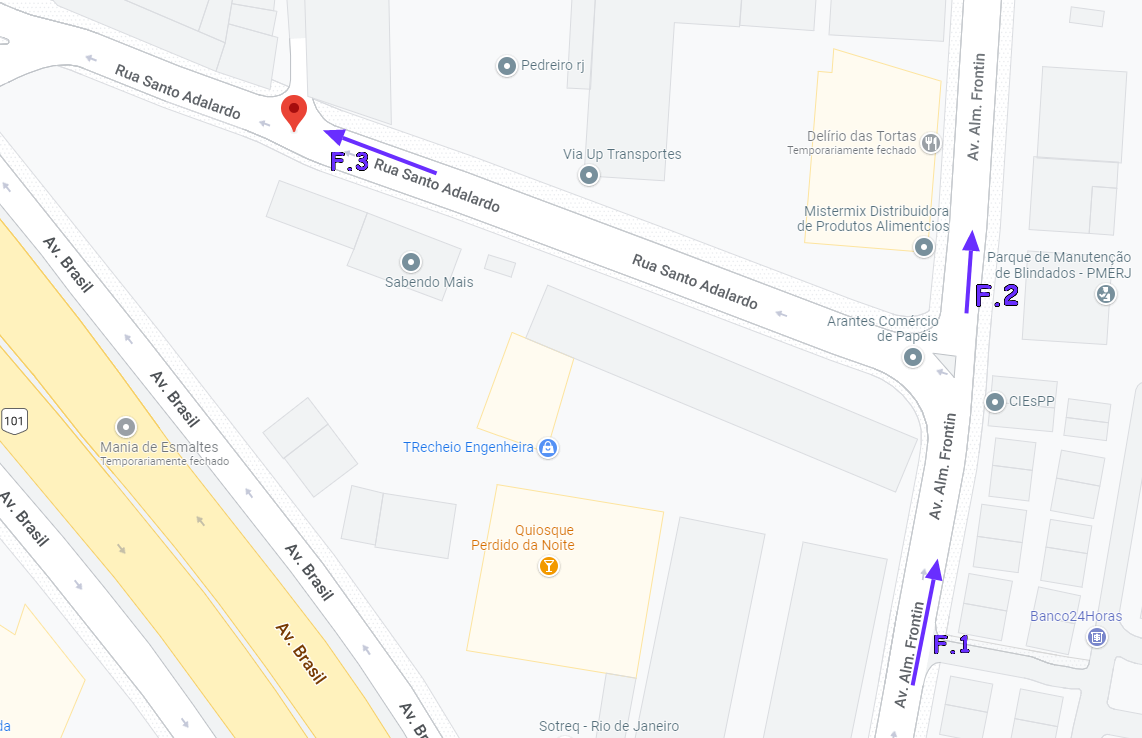 Rua Santo Adalardo
Pedreiro rj
Av. Alm. Frontin
Delírio das Tortas
Temporariamente fechado
Via Up Transportes
F.3
Rua Santo Adalardo
Mistermix Distribuidora
de Produtos Alimentcios
Av. Brasil
Sabendo Mais
Rua Santo Adalardo
Parque de Manutenção
de Blindados - PMERJ
F.2
Arantes Comércio
de Papéis
Av. Brasil
CIEsPP
101
Mania de Esmaltes
Temporariamente fechado
TRecheio Engenheira
Av. Alm. Frontin
Av. Brasil
Quiosque
Perdido da Noite
Av. Brasil
Av. Brasil
Banco24Horas
F.1
Av. Alm. Frontin
Av. Br
Sotreq - Rio de Janeiro
da